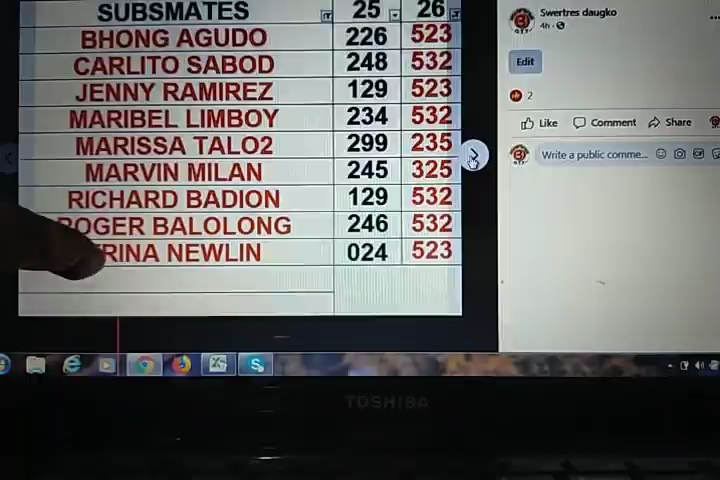 SUBSMATES 25 26
BHONG AGUDO 226 523
CARLITO SABOD 248 532
JENNY RAMIREZ 129 523
MARIBEL LIMBOY 234 532
MARISSA TALO2 299 235
MARVIN MILAN 245 325
RICHARD BADION 129 532
ROGER BALOLONG 246 532
RINA NEWLIN 024 523
Swertres daugko
4h
Edit
2
Like Comment Share
Write a public comme...
TOSHIBA